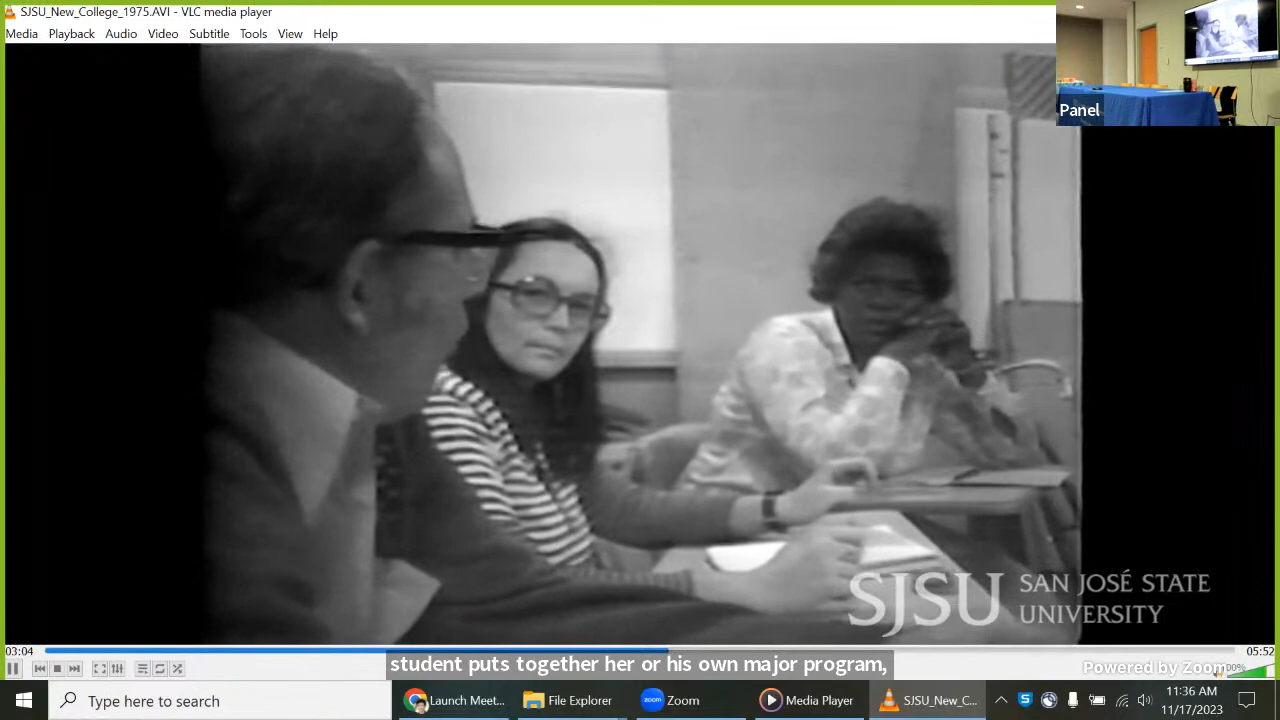 SJSU_New_College_1975.AVI - VLC media player
Media Playback Audio Video Subtitle Tools View Help
Panel
SJSU SAN JOSÉ STATE
UNIVERSITY
03:04
05:52
student puts together her or his own major program,
Powered by Zoom
Type here to search
Launch Meet...
File Explorer
zoom
Zoom
Media Player
SJSU_New_C...
11:36 AM
11/17/2023